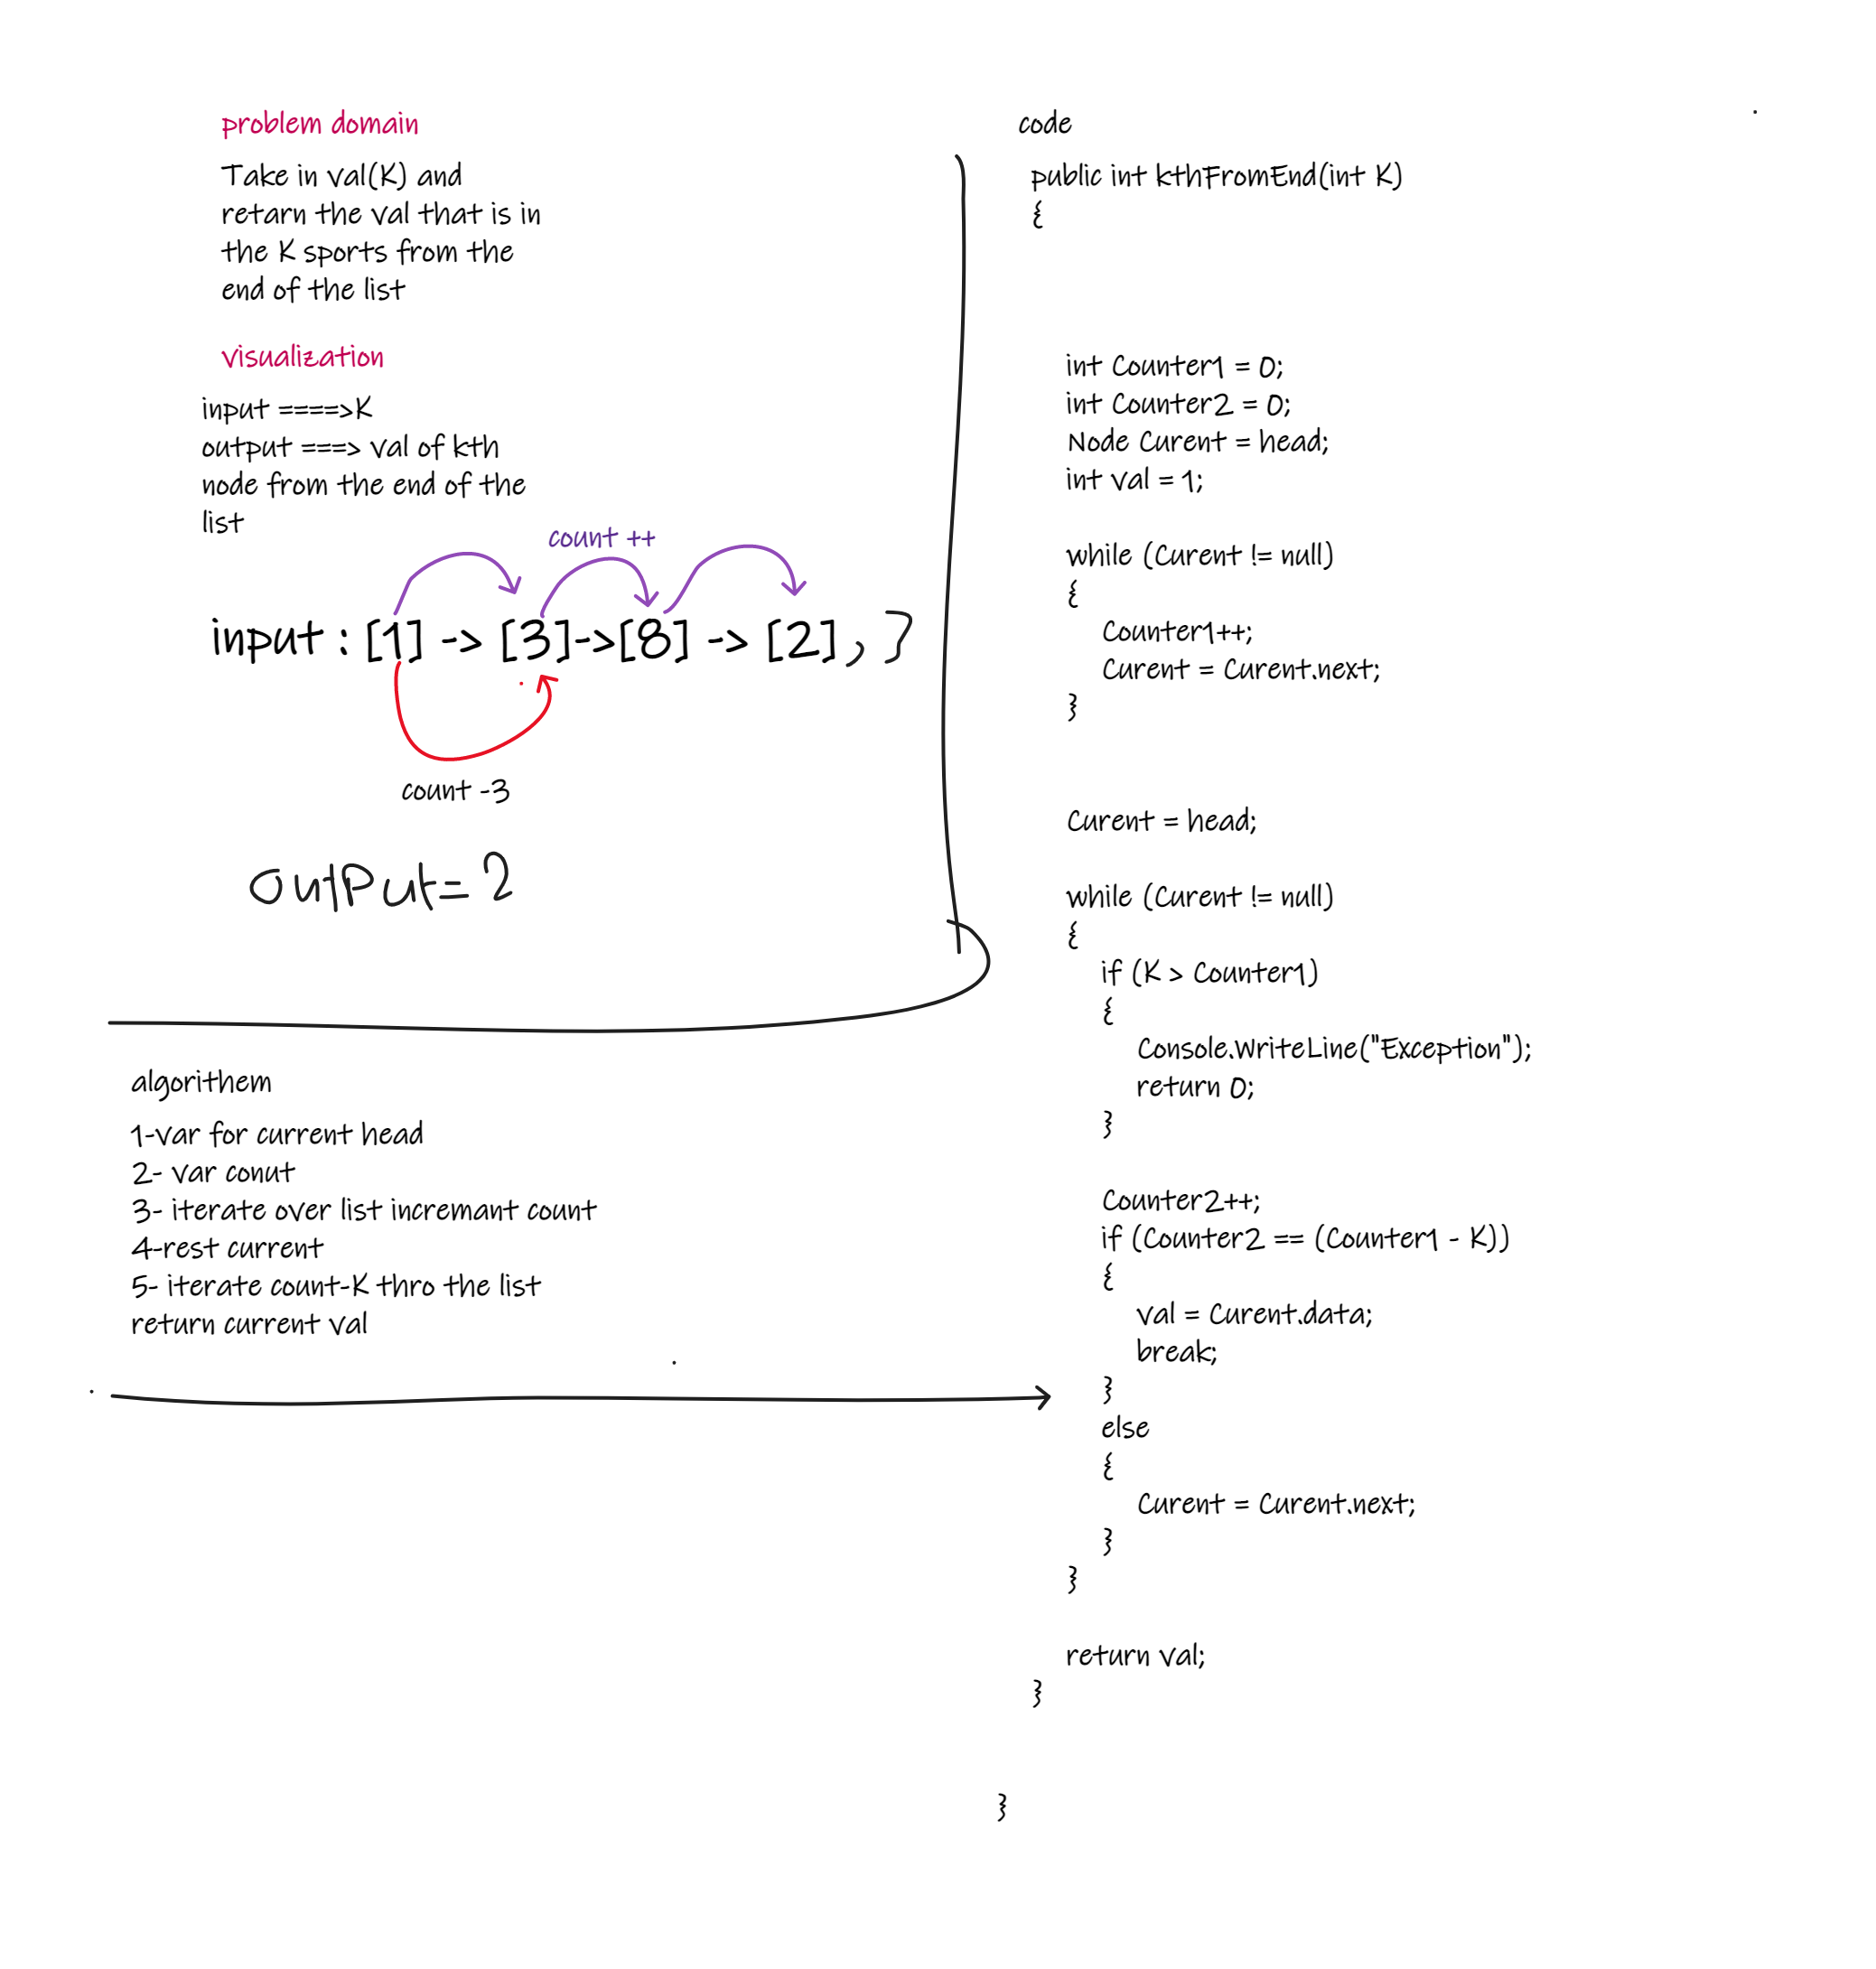 problem domain
Take in val(K) and
retarn the val that is in
the K sports from the
end of the list
visualization
input ====>K
output ===> val of kth
node from the end of the
list
count ++
input : [1] -> [3]->[8] -> [2] ,
count -3
outPut= 2
algorithem
1-var for current head
2- var conut
3- iterate over list incremant count
4-rest current
5- iterate count-K thro the list
return current val
code
public int kthFromEnd(int K)
{
int Counter1 = 0;
int Counter2 = 0;
Node Curent = head;
int val = 1;
while (Curent != null)
{
Counter1++;
Curent = Curent.next;
}
Curent = head;
while (Curent != null)
{
if (K > Counter1)
{
Console.WriteLine("Exception");
return 0;
}
Counter2++;
if (Counter2 == (Counter1 - K))
{
val = Curent.data;
break;
}
else
{
Curent = Curent.next;
}
}
return val;
}
}